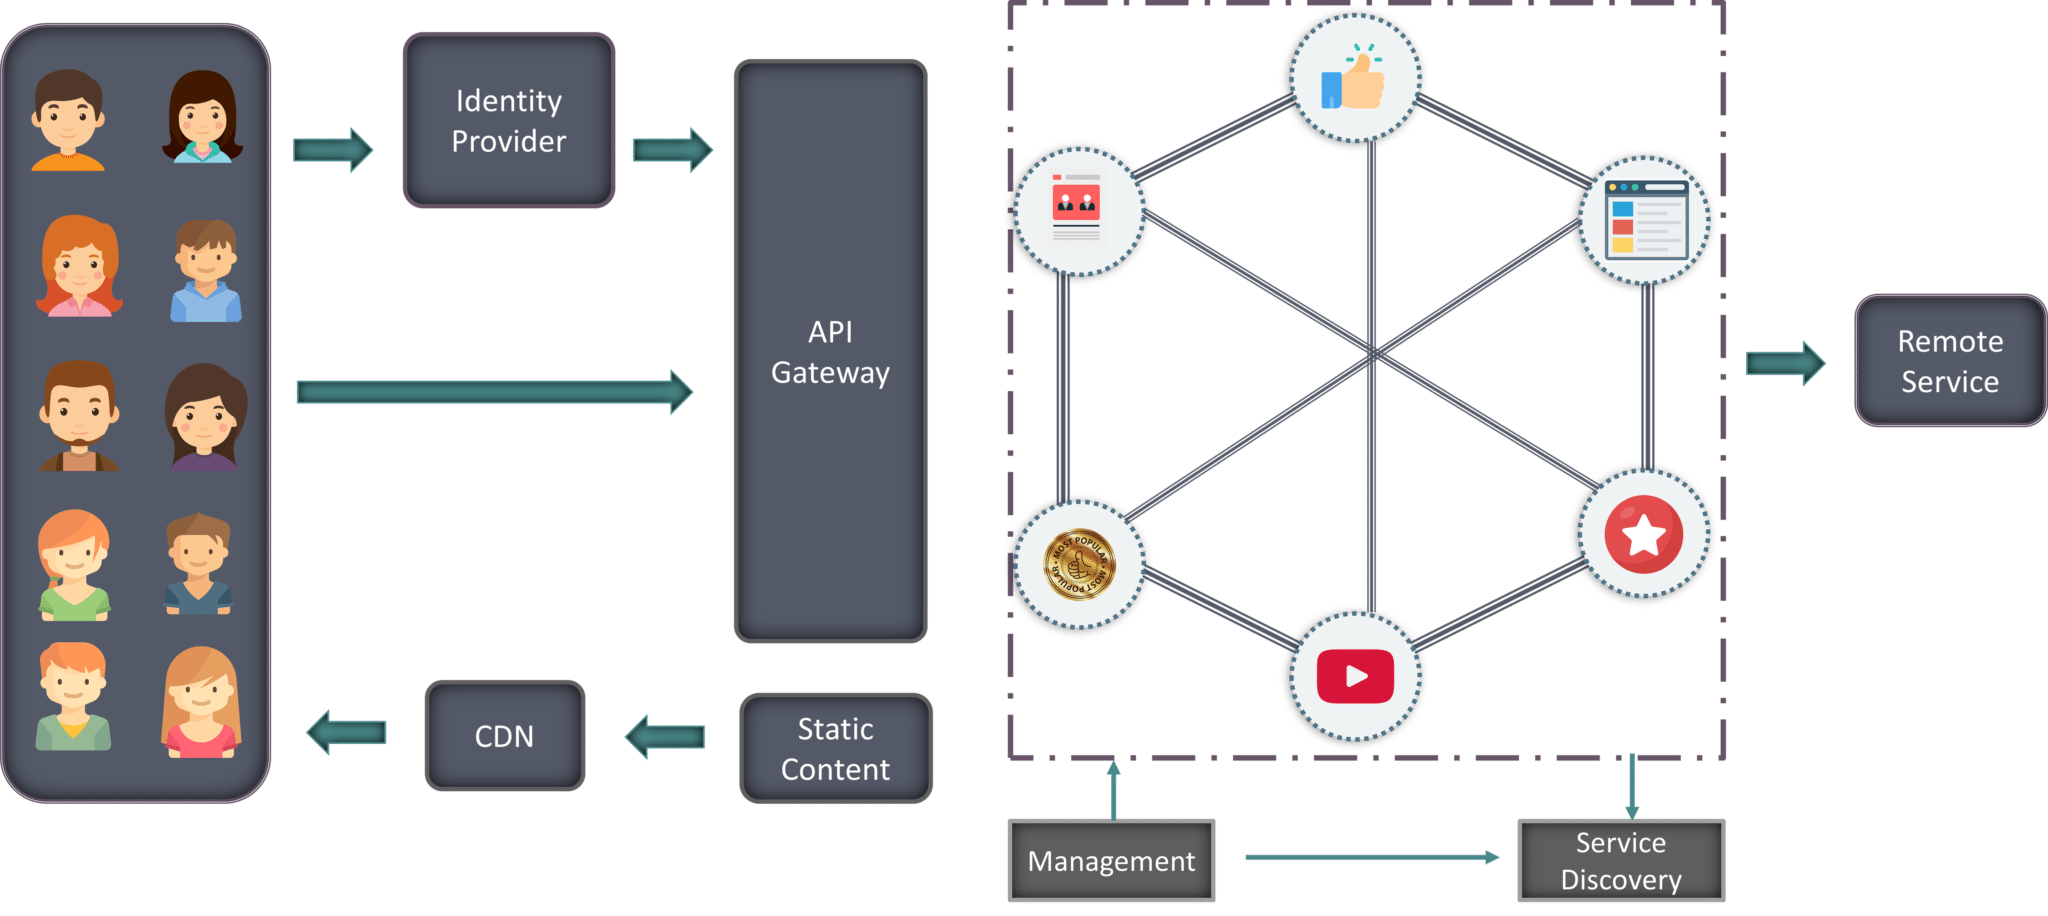 Identity
Provider
API
Gateway
Remote
Service
MOST POPULAR
MOST POPULAR
CDN
Static
Content
Management
Service
Discovery